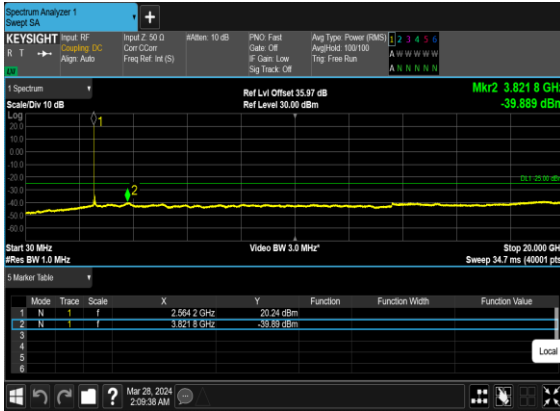 Spectrum Analyzer 1
Swept SA
+
KEYSIGHT
R T
LV
Input: RF
Coupling: DC
Align: Auto
Input Z: 50 Ω
Corr CCorr
Freq Ref: Int (S)
#Atten: 10 dB
PNO: Fast
Gate: Off
IF Gain: Low
Sig Track: Off
Avg Type: Power (RMS)
Avg|Hold: 100/100
Trig: Free Run
1 2 3 4 5 6
A W W W W W
A N N N N N
1 Spectrum
Scale/Div 10 dB
Ref Lvl Offset 35.97 dB
Ref Level 30.00 dBm
Mkr2 3.821 8 GHz
-39.889 dBm
Log
20.0
10.0
0.00
-10.0
-20.0
-30.0
-40.0
-50.0
-60.0
1
2
DL1 -25.00 dBm
Start 30 MHz
#Res BW 1.0 MHz
Video BW 3.0 MHz*
Stop 20.000 GHz
Sweep 34.7 ms (40001 pts)
5 Marker Table
Mode Trace Scale X Y Function Function Width Function Value
1 N 1 f 2.564 2 GHz 20.24 dBm
2 N 1 f 3.821 8 GHz -39.89 dBm
3
4
5
6
Local
?
Mar 28, 2024
2:09:38 AM